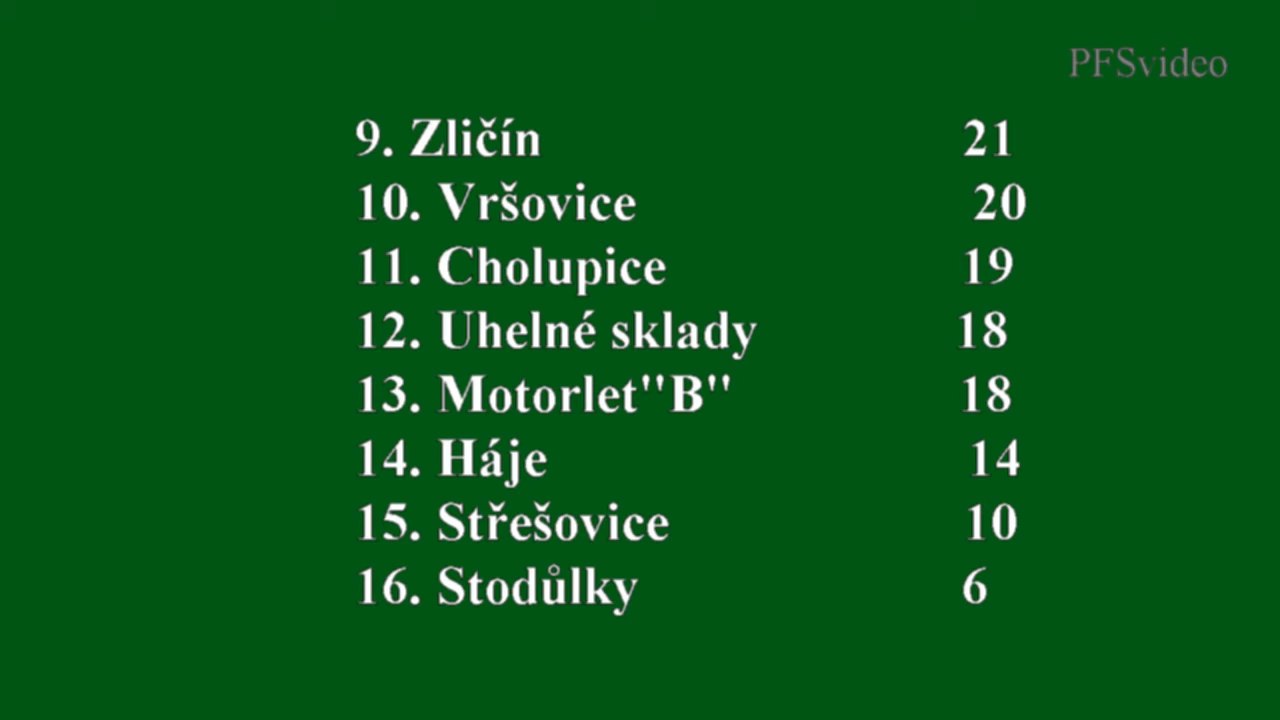 PFSvideo
9. Zličín 21
10. Vršovice 20
11. Cholupice 19
12. Uhelné sklady 18
13. Motorlet"B" 18
14. Háje 14
15. Střešovice 10
16. Stodůlky 6